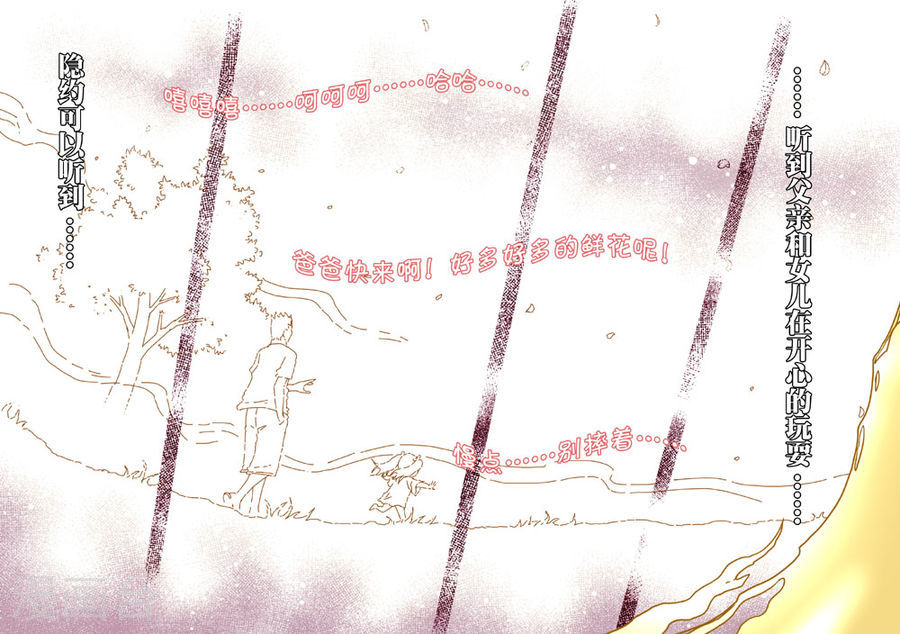 隐约可以听到……
嘻嘻嘻……呵呵呵……哈哈……
爸爸快来啊！好多好多的鲜花呢！
慢点……别摔着……
……听到父亲和女儿在开心的玩耍……